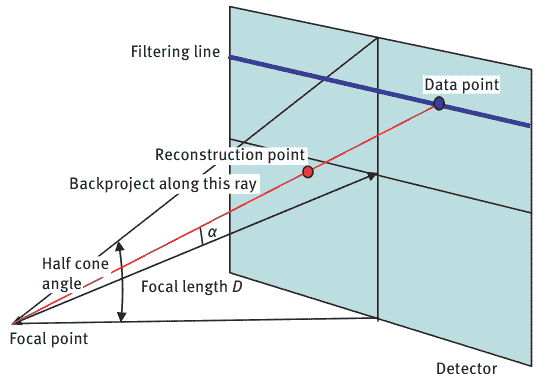 Filtering line
Data point
Reconstruction point
Backproject along this ray
α
Half cone
angle
Focal length D
Focal point
Detector